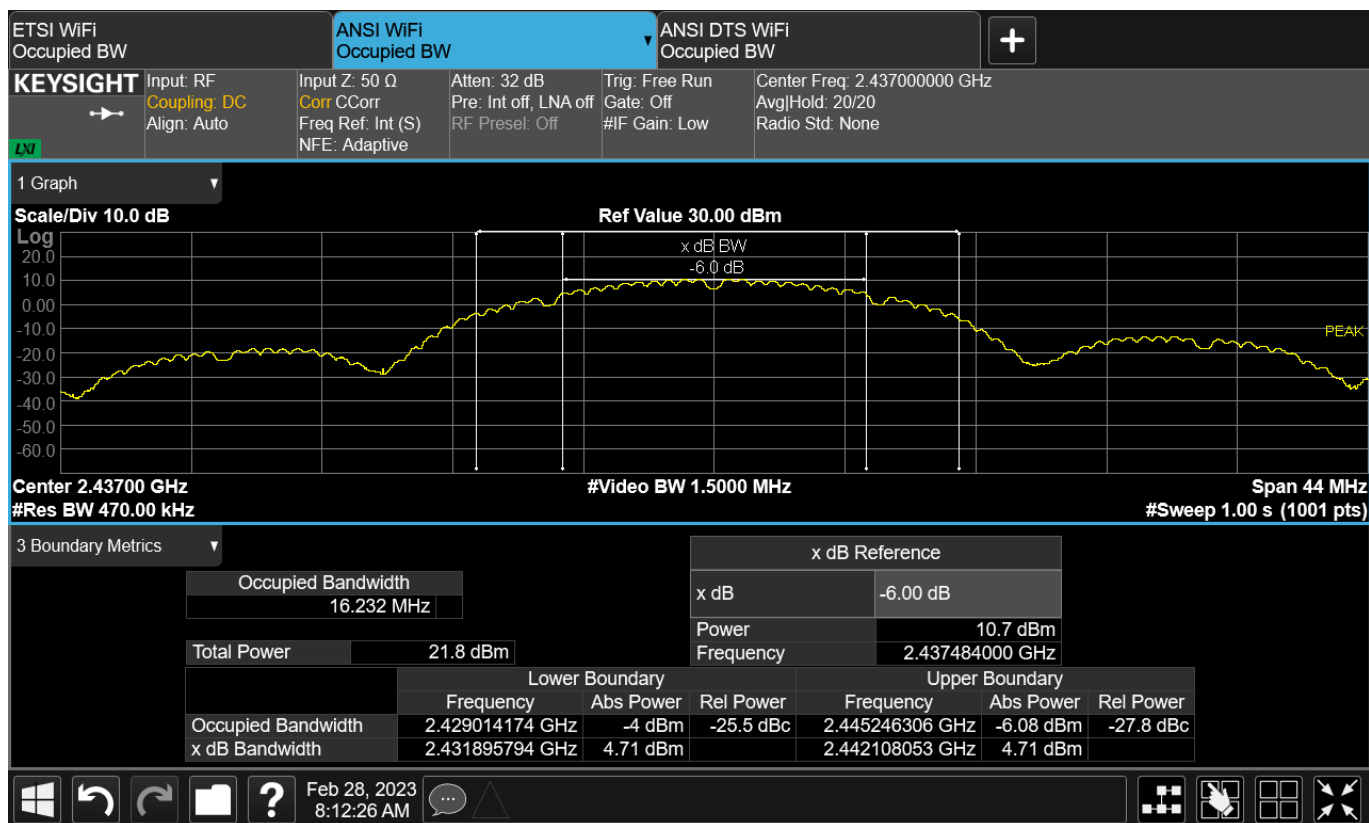 ETSI WiFi
Occupied BW
ANSI WiFi
Occupied BW
ANSI DTS WiFi
Occupied BW
KEYSIGHT
LXI
Input: RF
Coupling: DC
Align: Auto
Input Z: 50 Ω
Corr CCorr
Freq Ref: Int (S)
NFE: Adaptive
Atten: 32 dB
Pre: Int off, LNA off
RF Presel: Off
Trig: Free Run
Gate: Off
#IF Gain: Low
Center Freq: 2.437000000 GHz
Avg|Hold: 20/20
Radio Std: None
1 Graph
Scale/Div 10.0 dB
Ref Value 30.00 dBm
Log
20.0
10.0
0.00
-10.0
-20.0
-30.0
-40.0
-50.0
-60.0
x dB BW
-6.0 dB
PEAK
Center 2.43700 GHz
#Video BW 1.5000 MHz
Span 44 MHz
#Res BW 470.00 kHz
#Sweep 1.00 s (1001 pts)
3 Boundary Metrics
Occupied Bandwidth
16.232 MHz
Total Power 21.8 dBm
x dB Reference
x dB -6.00 dB
Power 10.7 dBm
Frequency 2.437484000 GHz
Lower Boundary Upper Boundary
Frequency Abs Power Rel Power Frequency Abs Power Rel Power
Occupied Bandwidth 2.429014174 GHz -4 dBm -25.5 dBc 2.445246306 GHz -6.08 dBm -27.8 dBc
x dB Bandwidth 2.431895794 GHz 4.71 dBm 2.442108053 GHz 4.71 dBm
?
Feb 28, 2023
8:12:26 AM